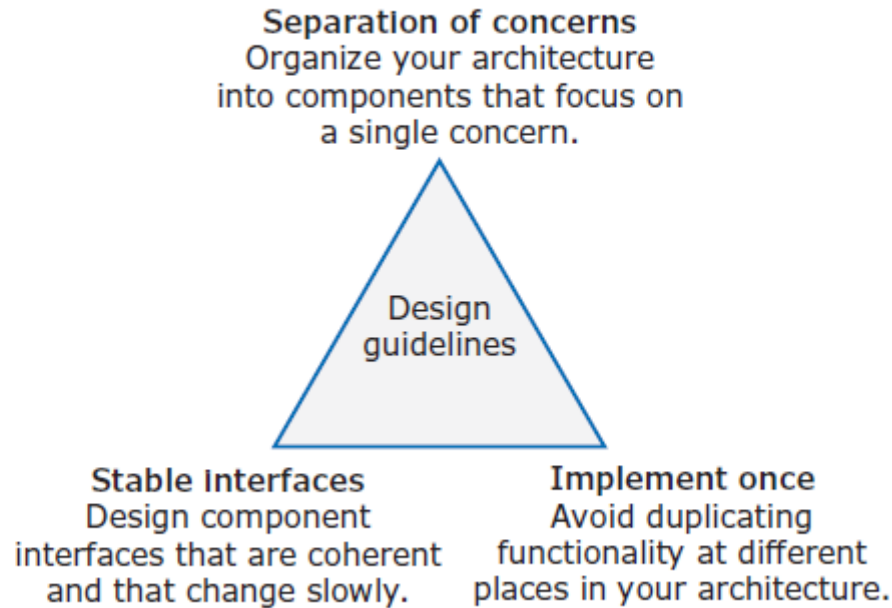 Separation of concerns
Organize your architecture
into components that focus on
a single concern.
Design
guidelines
Stable interfaces
Design component
interfaces that are coherent
and that change slowly.
Implement once
Avoid duplicating
functionality at different
places in your architecture.